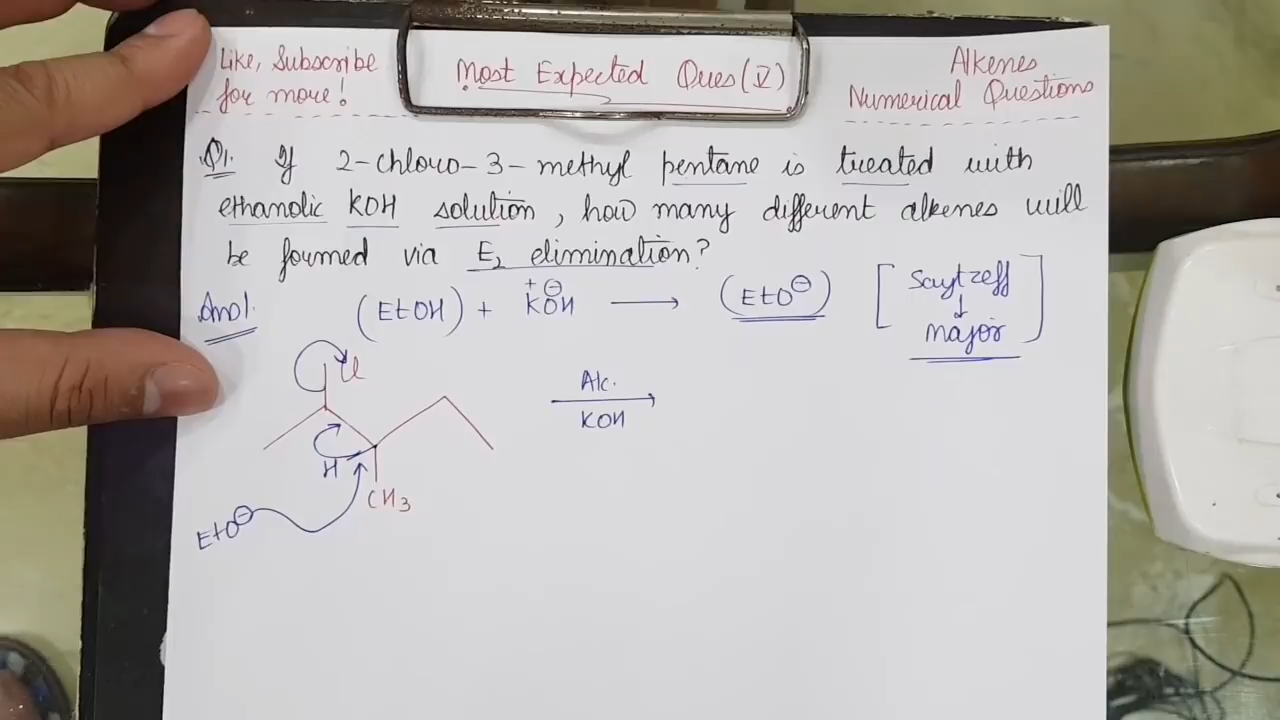 Like, Subscribe
for more!
Most Expected Ques (V)
Alkenes
Numerical Questions
Q1. If 2-chloro-3-methyl pentane is treated with
ethanolic KOH solution, how many different alkenes will
be formed via E2 elimination?
Ansl. (EtOH) + K⁺OH⊖ ⟶ (EtO⊖) [Saytzeff
↓
major]
Cl
Alc.
KOH
H
CH3
EtO⊖